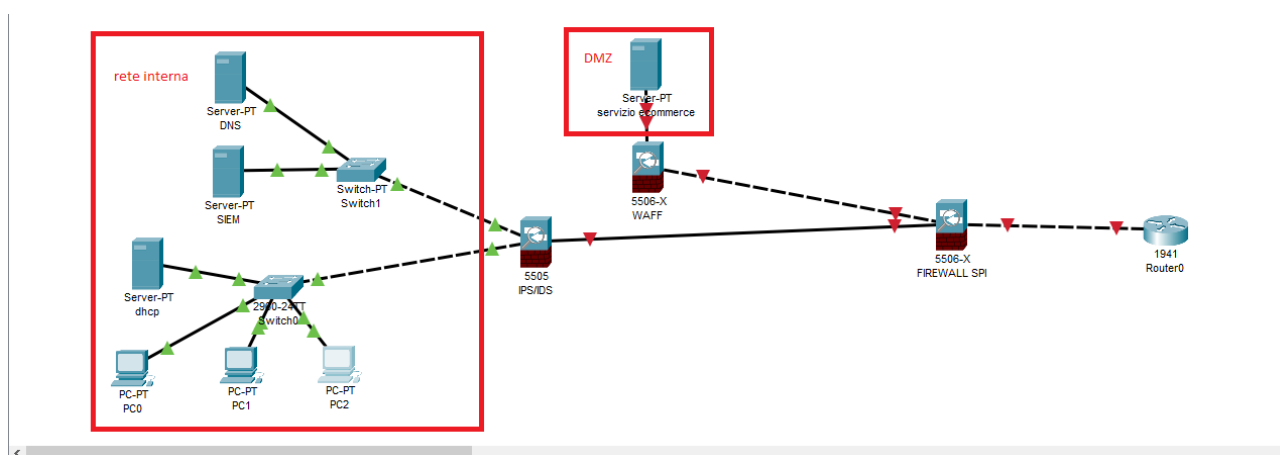 rete interna
Server-PT
DNS
Server-PT
SIEM
Switch-PT
Switch1
Server-PT
dhcp
2960-24TT
Switch0
PC-PT
PC0
PC-PT
PC1
PC-PT
PC2
5505
IPS/IDS
DMZ
Server-PT
servizio ecommerce
5506-X
WAFF
5506-X
FIREWALL SPI
1941
Router0